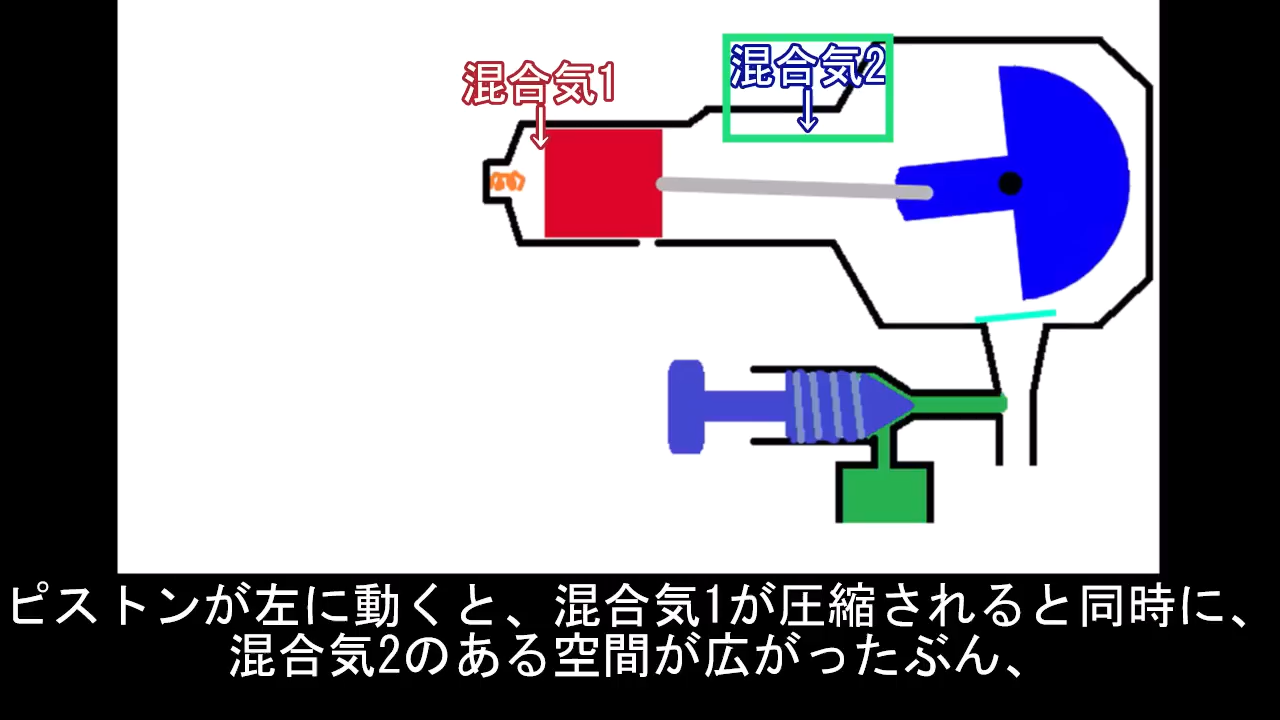 混合気1
混合気2
ピストンが左に動くと、混合気1が圧縮されると同時に、
混合気2のある空間が広がったぶん、